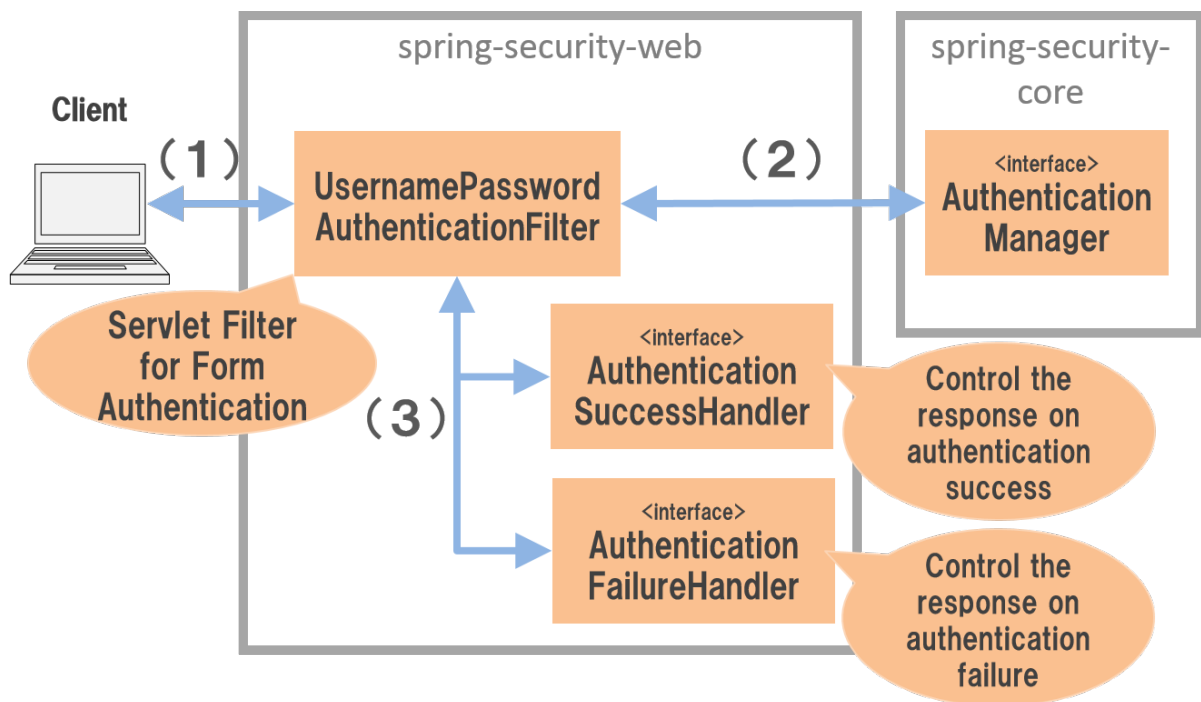 spring-security-web
spring-security-
core
Client
(1)
UsernamePassword
AuthenticationFilter
(2)
<interface>
Authentication
Manager
Servlet Filter
for Form
Authentication
(3)
<interface>
Authentication
SuccessHandler
Control the
response on
authentication
success
<interface>
Authentication
FailureHandler
Control the
response on
authentication
failure